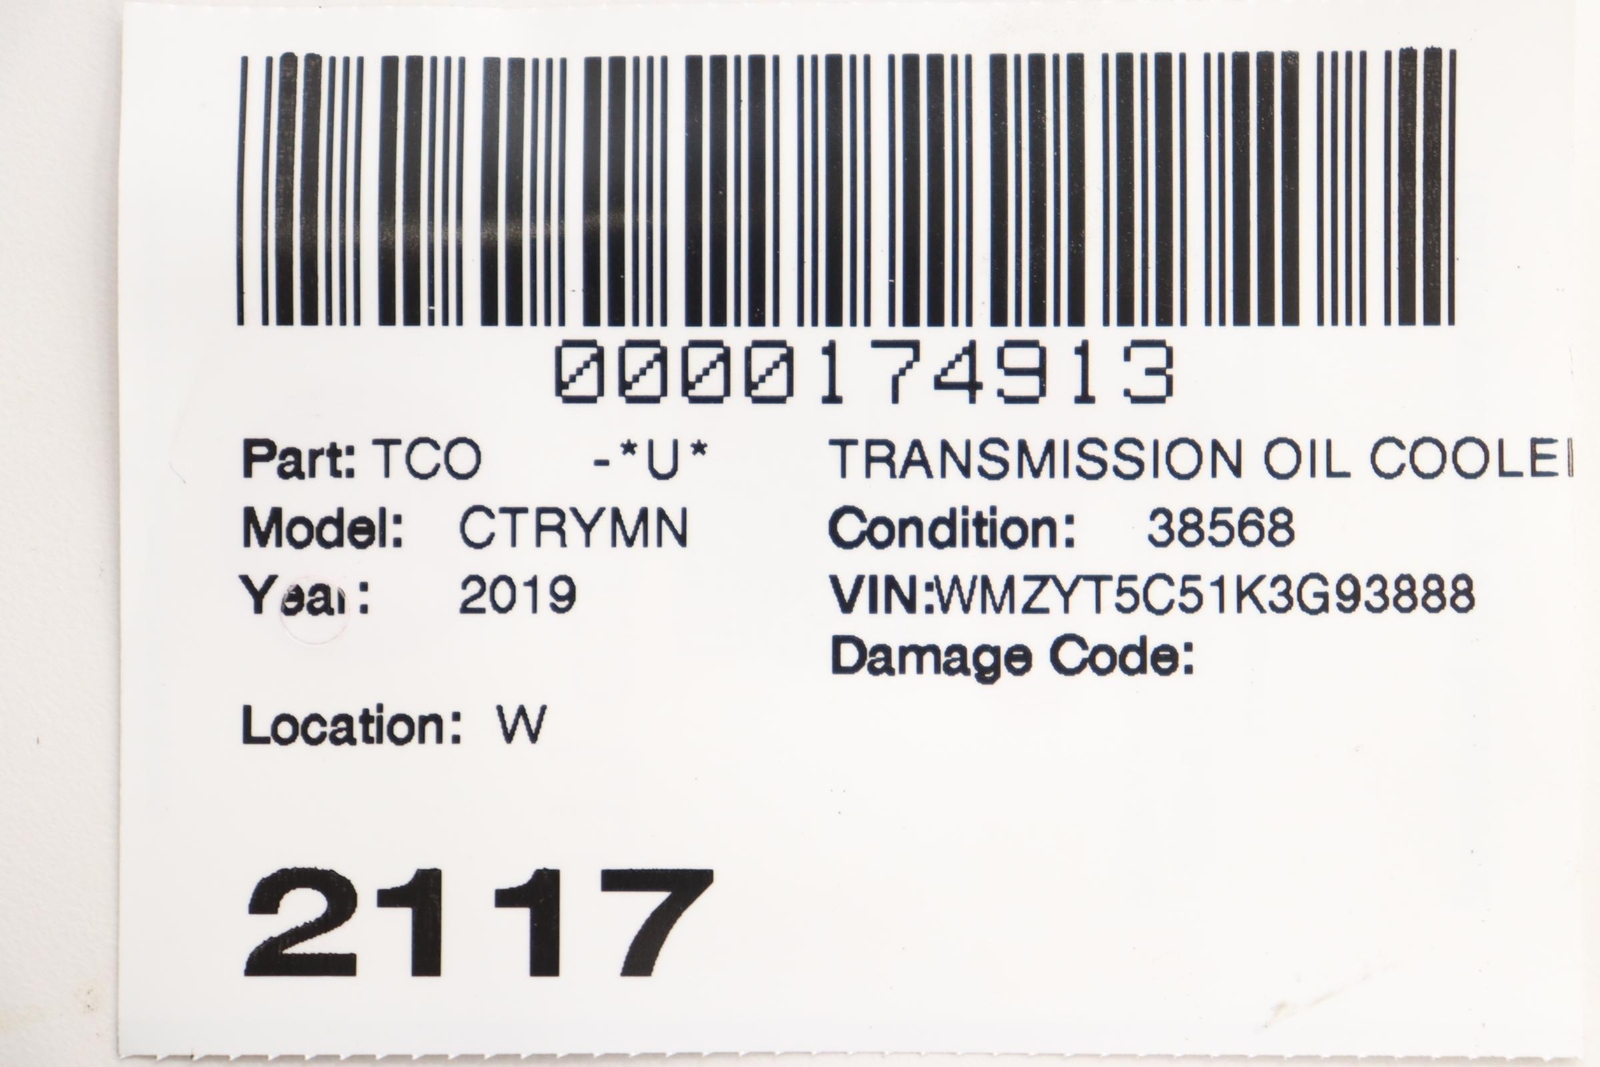 0000174913
Part: TCO -*U* TRANSMISSION OIL COOLE
Model: CTRYMN Condition: 38568
Year: 2019 VIN:WMZYT5C51K3G93888
Damage Code:
Location: W
2117